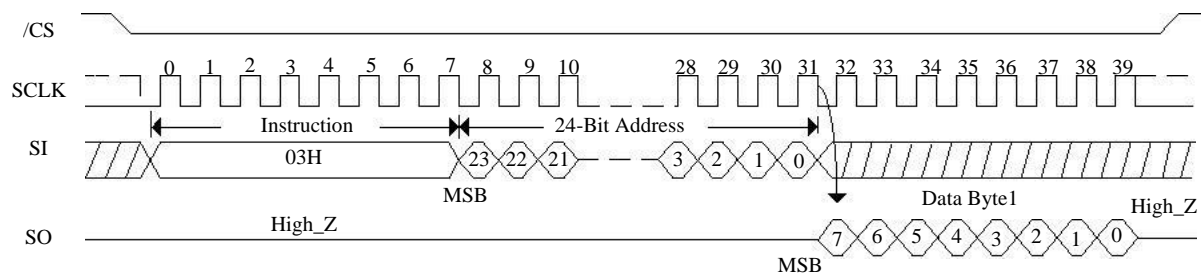 /CS
0 1 2 3 4 5 6 7 8 9 10 28 29 30 31 32 33 34 35 36 37 38 39
SCLK
Instruction 24-Bit Address
SI 03H 23 22 21 3 2 1 0
MSB Data Byte1
High_Z High_Z
SO 7 6 5 4 3 2 1 0
MSB